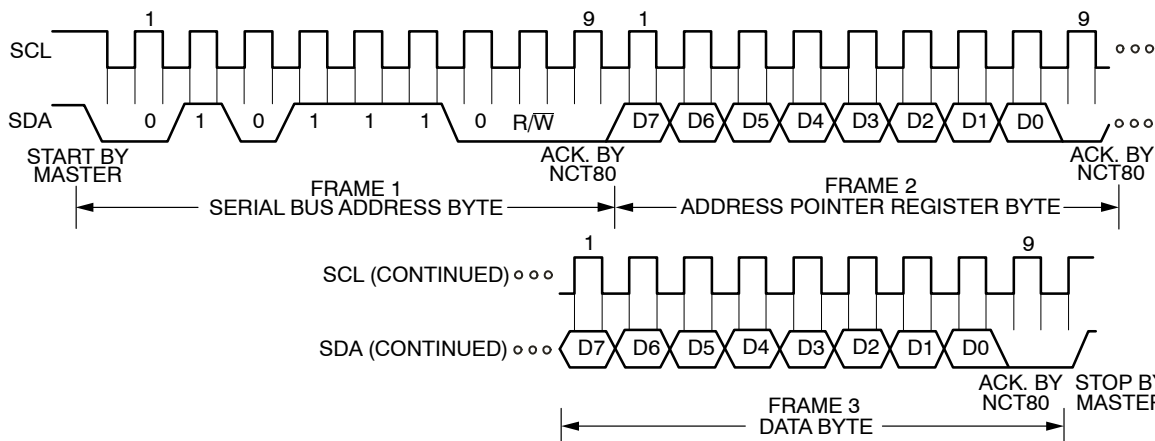 1 9 1 9
SCL
SDA 0 1 0 1 1 1 0 R/W̅ D7 D6 D5 D4 D3 D2 D1 D0
START BY
MASTER
ACK. BY
NCT80
ACK. BY
NCT80
FRAME 1
SERIAL BUS ADDRESS BYTE
FRAME 2
ADDRESS POINTER REGISTER BYTE
1 9
SCL (CONTINUED)
SDA (CONTINUED) D7 D6 D5 D4 D3 D2 D1 D0
ACK. BY
NCT80
STOP BY
MASTER
FRAME 3
DATA BYTE